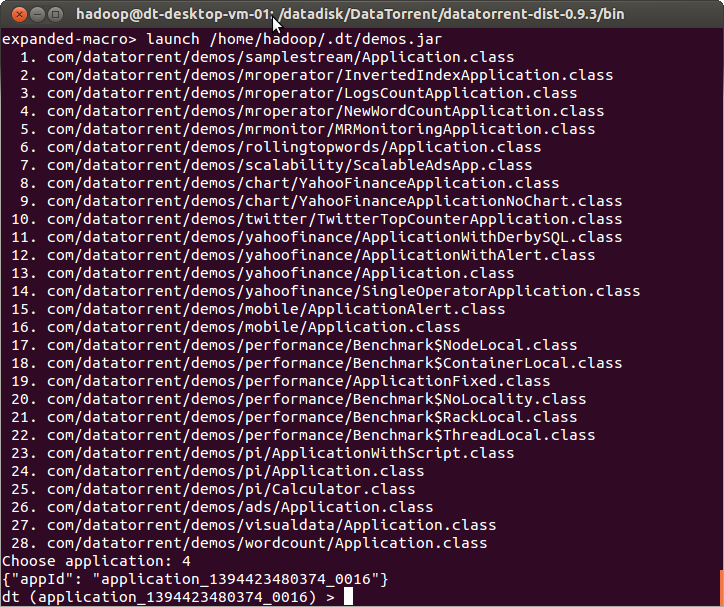 hadoop@dt-desktop-vm-01: /datadisk/DataTorrent/datatorrent-dist-0.9.3/bin
expanded-macro> launch /home/hadoop/.dt/demos.jar
1. com/datatorrent/demos/samplestream/Application.class
2. com/datatorrent/demos/mroperator/InvertedIndexApplication.class
3. com/datatorrent/demos/mroperator/LogsCountApplication.class
4. com/datatorrent/demos/mroperator/NewWordCountApplication.class
5. com/datatorrent/demos/mrmonitor/MRMonitoringApplication.class
6. com/datatorrent/demos/rollingtopwords/Application.class
7. com/datatorrent/demos/scalability/ScalableAdsApp.class
8. com/datatorrent/demos/chart/YahooFinanceApplication.class
9. com/datatorrent/demos/chart/YahooFinanceApplicationNoChart.class
10. com/datatorrent/demos/twitter/TwitterTopCounterApplication.class
11. com/datatorrent/demos/yahoofinance/ApplicationWithDerbySQL.class
12. com/datatorrent/demos/yahoofinance/ApplicationWithAlert.class
13. com/datatorrent/demos/yahoofinance/Application.class
14. com/datatorrent/demos/yahoofinance/SingleOperatorApplication.class
15. com/datatorrent/demos/mobile/ApplicationAlert.class
16. com/datatorrent/demos/mobile/Application.class
17. com/datatorrent/demos/performance/Benchmark$NodeLocal.class
18. com/datatorrent/demos/performance/Benchmark$ContainerLocal.class
19. com/datatorrent/demos/performance/ApplicationFixed.class
20. com/datatorrent/demos/performance/Benchmark$NoLocality.class
21. com/datatorrent/demos/performance/Benchmark$RackLocal.class
22. com/datatorrent/demos/performance/Benchmark$ThreadLocal.class
23. com/datatorrent/demos/pi/ApplicationWithScript.class
24. com/datatorrent/demos/pi/Application.class
25. com/datatorrent/demos/pi/Calculator.class
26. com/datatorrent/demos/ads/Application.class
27. com/datatorrent/demos/visualdata/Application.class
28. com/datatorrent/demos/wordcount/Application.class
Choose application: 4
{"appId": "application_1394423480374_0016"}
dt (application_1394423480374_0016) >